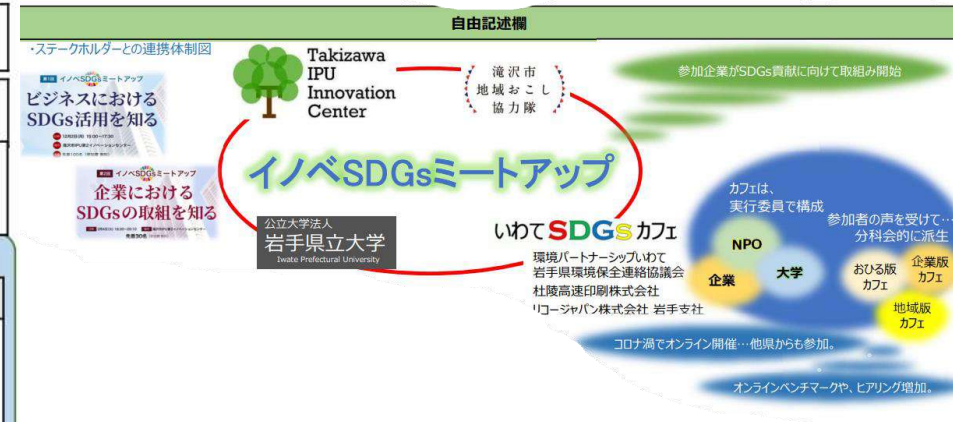 自由記述欄
・ステークホルダーとの連携体制図
イノベSDGsミートアップ
ビジネスにおける
SDGs活用を知る
イノベSDGsミートアップ
企業における
SDGsの取組を知る
先着30名
Takizawa
IPU
Innovation
Center
滝沢市
地域おこし
協力隊
イノベSDGsミートアップ
公立大学法人
岩手県立大学
Iwate Prefectural University
いわてSDGsカフェ
環境パートナーシップいわて
岩手県環境保全連絡協議会
杜陵高速印刷株式会社
リコージャパン株式会社 岩手支社
参加企業がSDGs貢献に向けて取組み開始
カフェは、
実行委員で構成
NPO
企業
大学
参加者の声を受けて…
分科会的に派生
おひる版
カフェ
企業版
カフェ
地域版
カフェ
コロナ渦でオンライン開催…他県からも参加。
オンラインベンチマークや、ヒアリング増加。